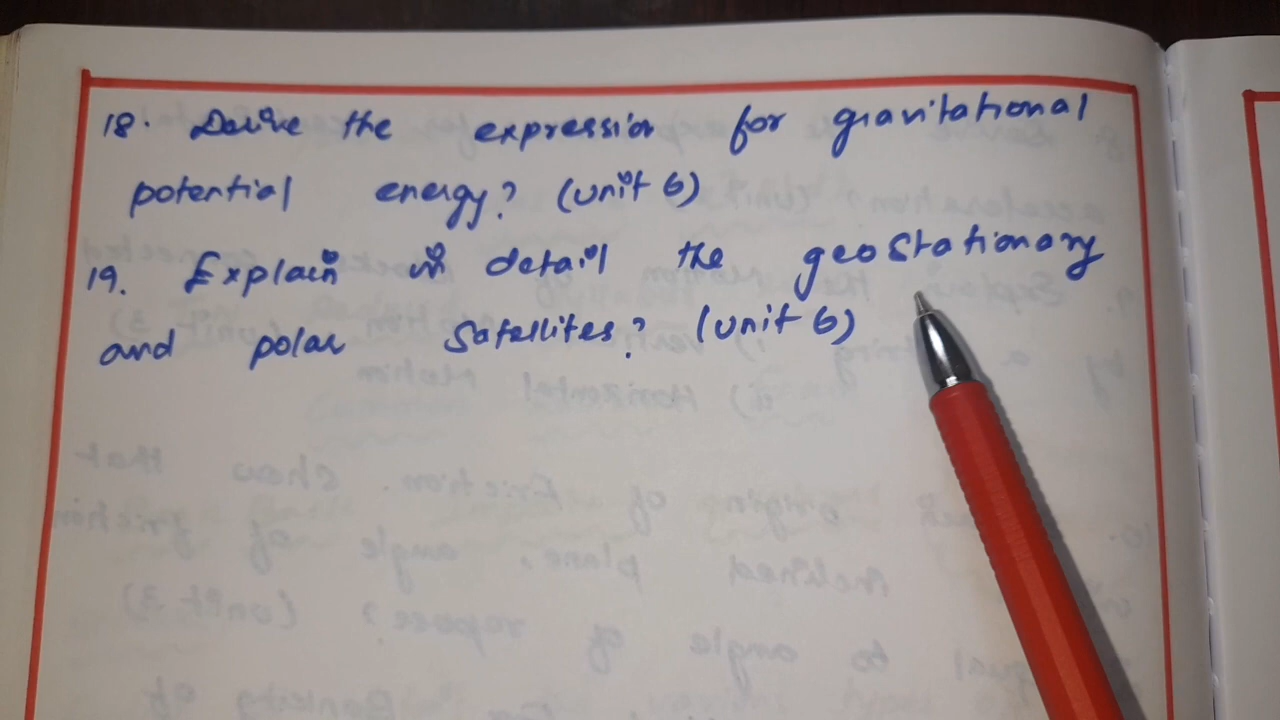 18. Derive the expression for gravitational
potential energy? (unit 6)
19. Explain in detail the geostationary
and polar Satellites? (unit 6)